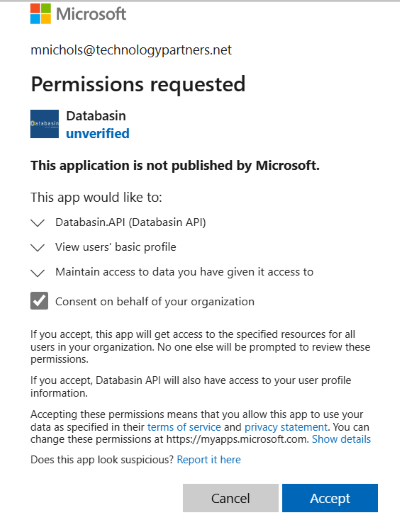 Microsoft
mnichols@technologypartners.net
Permissions requested
Databasin
Databasin
unverified
This application is not published by Microsoft.
This app would like to:
Databasin.API (Databasin API)
View users' basic profile
Maintain access to data you have given it access to
Consent on behalf of your organization
If you accept, this app will get access to the specified resources for all
users in your organization. No one else will be prompted to review these
permissions.
If you accept, Databasin API will also have access to your user profile
information.
Accepting these permissions means that you allow this app to use your
data as specified in their terms of service and privacy statement. You can
change these permissions at https://myapps.microsoft.com. Show details
Does this app look suspicious? Report it here
Cancel
Accept